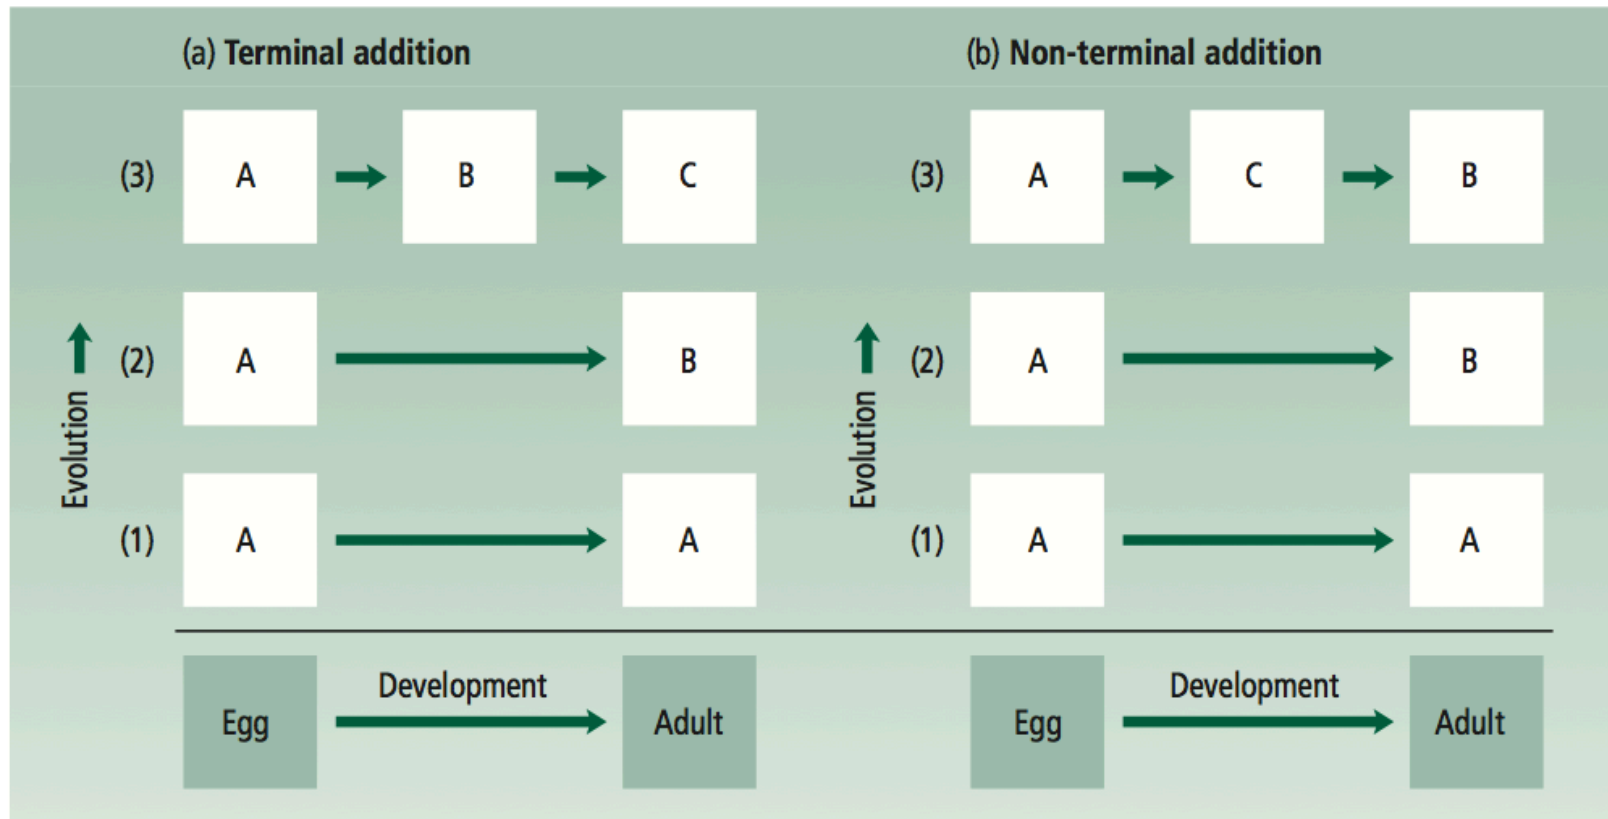 (a) Terminal addition
(b) Non-terminal addition
(3) A B C
(3) A C B
(2) A B
(2) A B
Evolution
Evolution
(1) A A
(1) A A
Egg Development Adult
Egg Development Adult